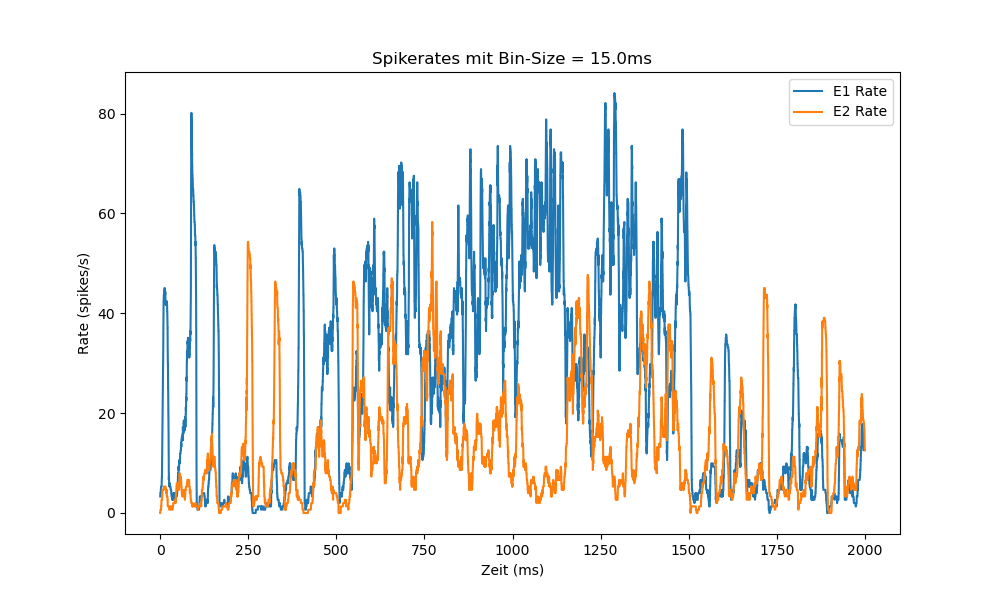 Spikerates mit Bin-Size = 15.0ms
E1 Rate
E2 Rate
Rate (spikes/s)
80
60
40
20
0
0 250 500 750 1000 1250 1500 1750 2000
Zeit (ms)